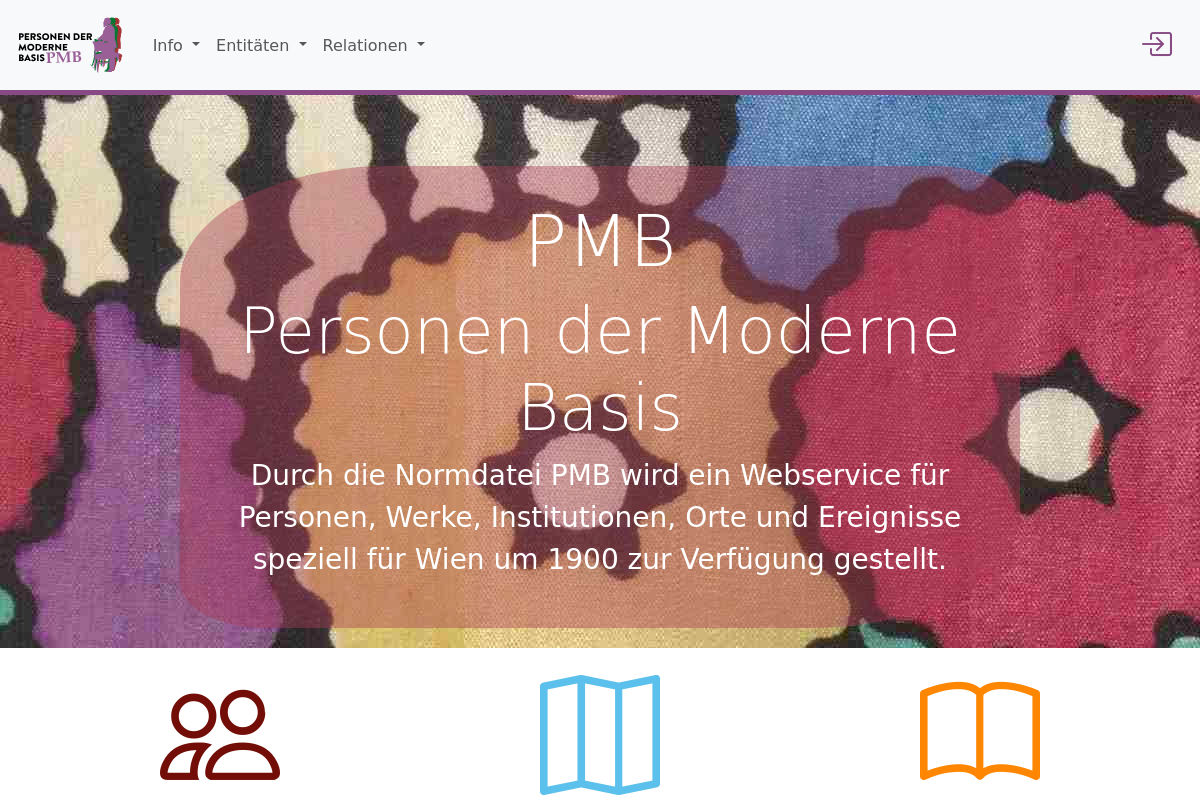 PERSONEN DER
MODERNE
BASIS PMB
Info
Entitäten
Relationen
PMB
Personen der Moderne
Basis
Durch die Normdatei PMB wird ein Webservice für
Personen, Werke, Institutionen, Orte und Ereignisse
speziell für Wien um 1900 zur Verfügung gestellt.